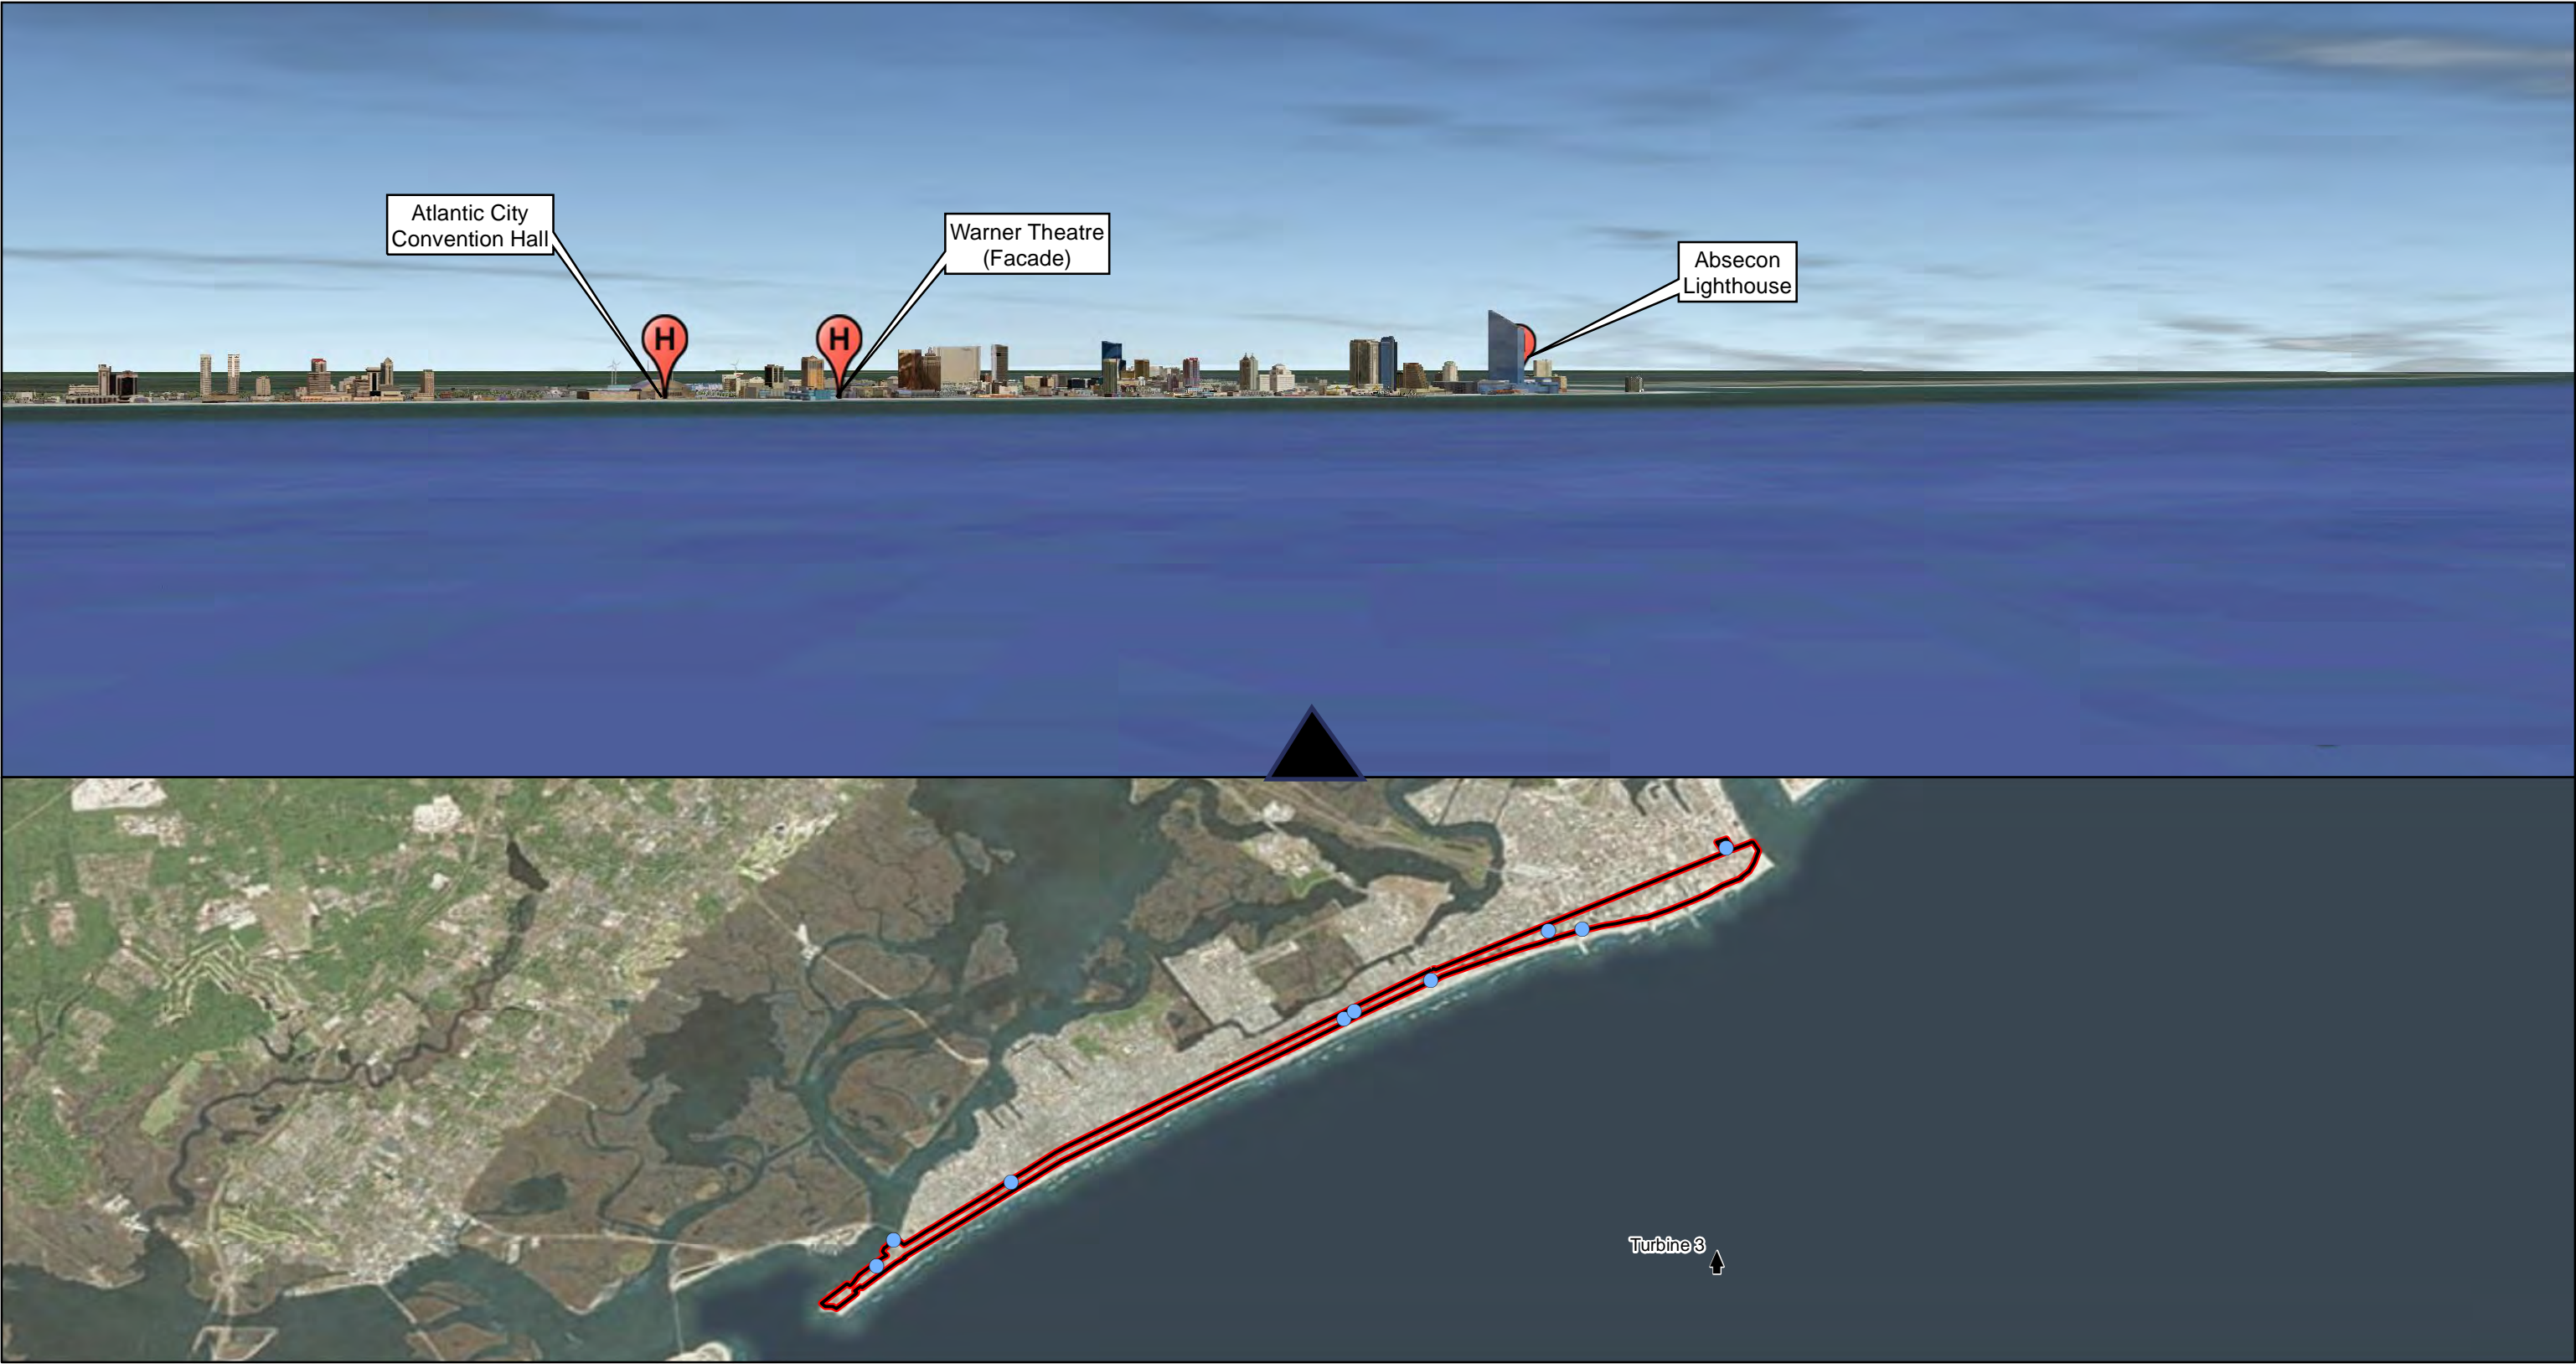 Atlantic City
Convention Hall
Warner Theatre
(Facade)
Absecon
Lighthouse
H
H
Turbine 3